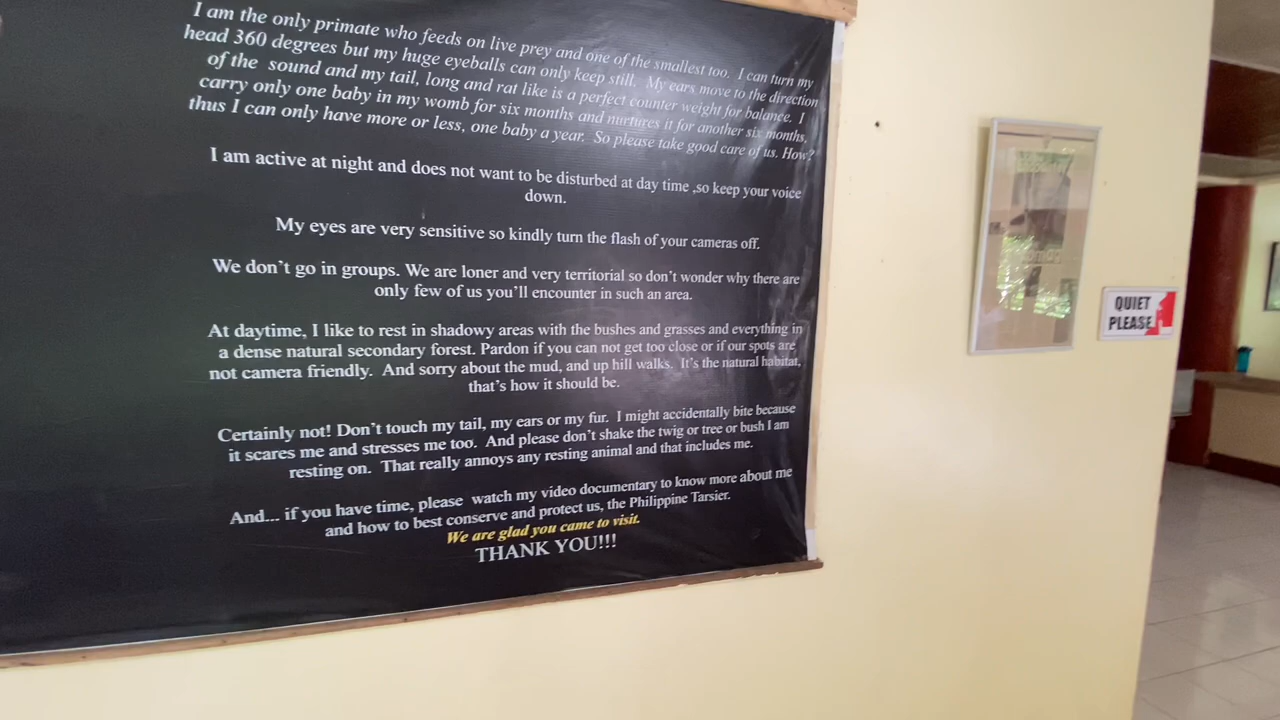 I am the only primate who feeds on live prey and one of the smallest too. I can turn my
head 360 degrees but my huge eyeballs can only keep still. My ears move to the direction
of the sound and my tail, long and rat like is a perfect counter weight for balance. I
carry only one baby in my womb for six months and nurtures it for another six months,
thus I can only have more or less, one baby a year. So please take good care of us. How?
I am active at night and does not want to be disturbed at day time ,so keep your voice
down.
My eyes are very sensitive so kindly turn the flash of your cameras off.
We don't go in groups. We are loner and very territorial so don't wonder why there are
only few of us you'll encounter in such an area.
At daytime, I like to rest in shadowy areas with the bushes and grasses and everything in
a dense natural secondary forest. Pardon if you can not get too close or if our spots are
not camera friendly. And sorry about the mud, and up hill walks. It's the natural habitat,
that's how it should be.
Certainly not! Don't touch my tail, my ears or my fur. I might accidentally bite because
it scares me and stresses me too. And please don't shake the twig or tree or bush I am
resting on. That really annoys any resting animal and that includes me.
And... if you have time, please watch my video documentary to know more about me
and how to best conserve and protect us, the Philippine Tarsier.
We are glad you came to visit.
THANK YOU!!!
QUIET
PLEASE